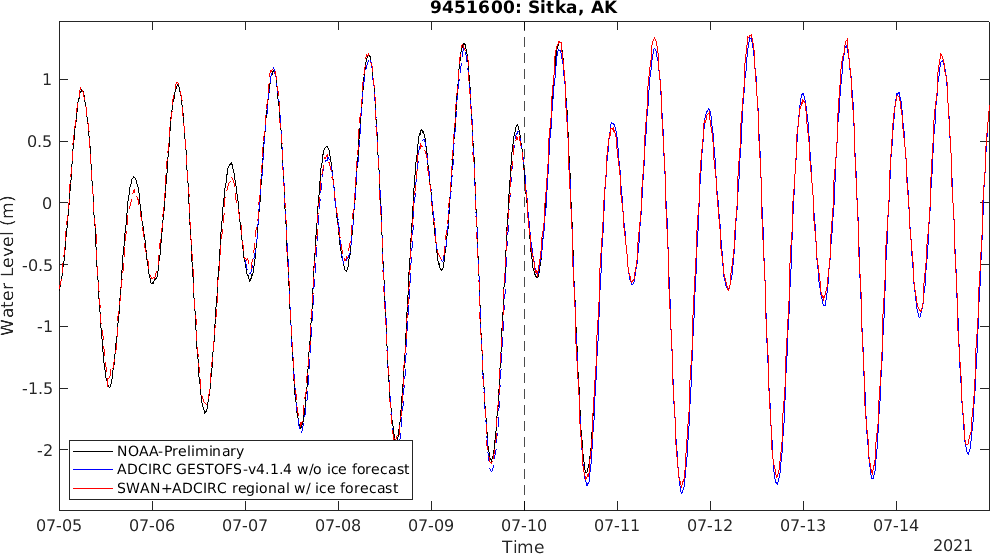 9451600: Sitka, AK
Water Level (m)
1
0.5
0
-0.5
-1
-1.5
-2
NOAA-Preliminary
ADCIRC GESTOFS-v4.1.4 w/o ice forecast
SWAN+ADCIRC regional w/ ice forecast
07-05 07-06 07-07 07-08 07-09 07-10 07-11 07-12 07-13 07-14
Time
2021